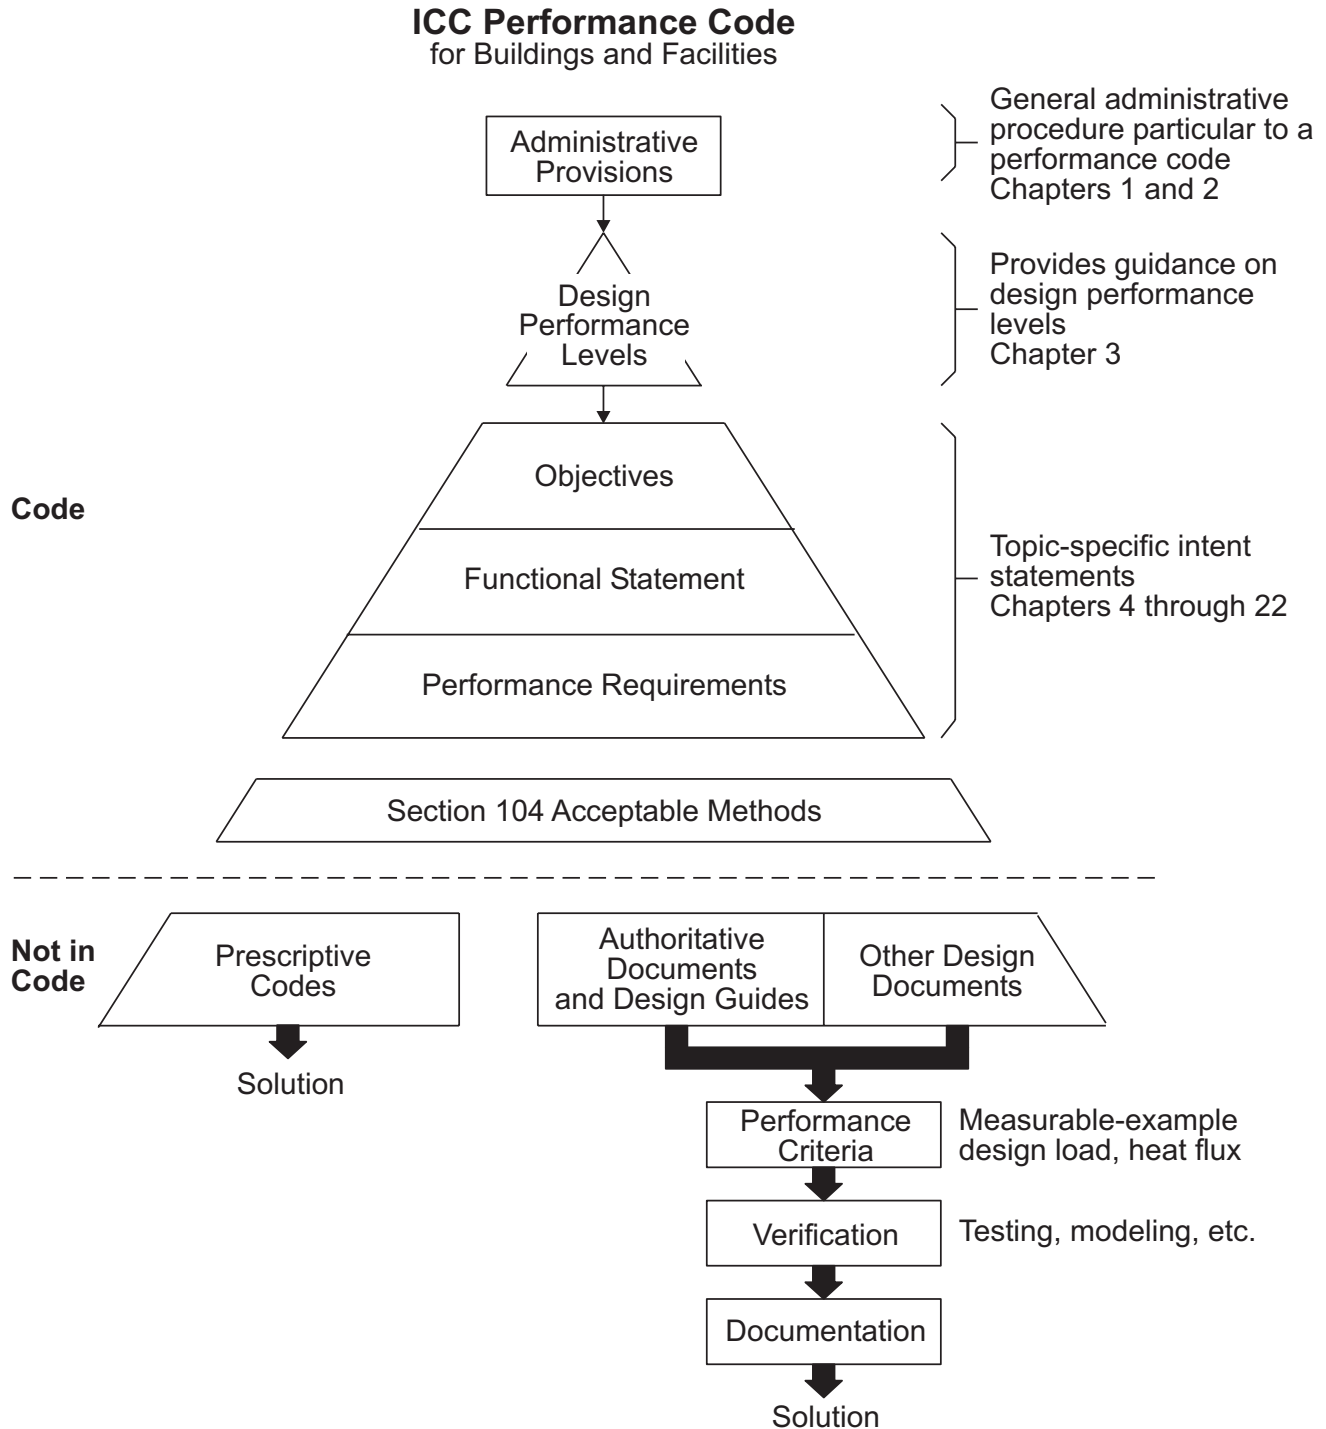 ICC Performance Code
for Buildings and Facilities
Administrative
Provisions
General administrative
procedure particular to a
performance code
Chapters 1 and 2
Design
Performance
Levels
Provides guidance on
design performance
levels
Chapter 3
Code
Objectives
Functional Statement
Performance Requirements
Topic-specific intent
statements
Chapters 4 through 22
Section 104 Acceptable Methods
Not in
Code
Prescriptive
Codes
Solution
Authoritative
Documents
and Design Guides
Other Design
Documents
Performance
Criteria
Measurable-example
design load, heat flux
Verification
Testing, modeling, etc.
Documentation
Solution